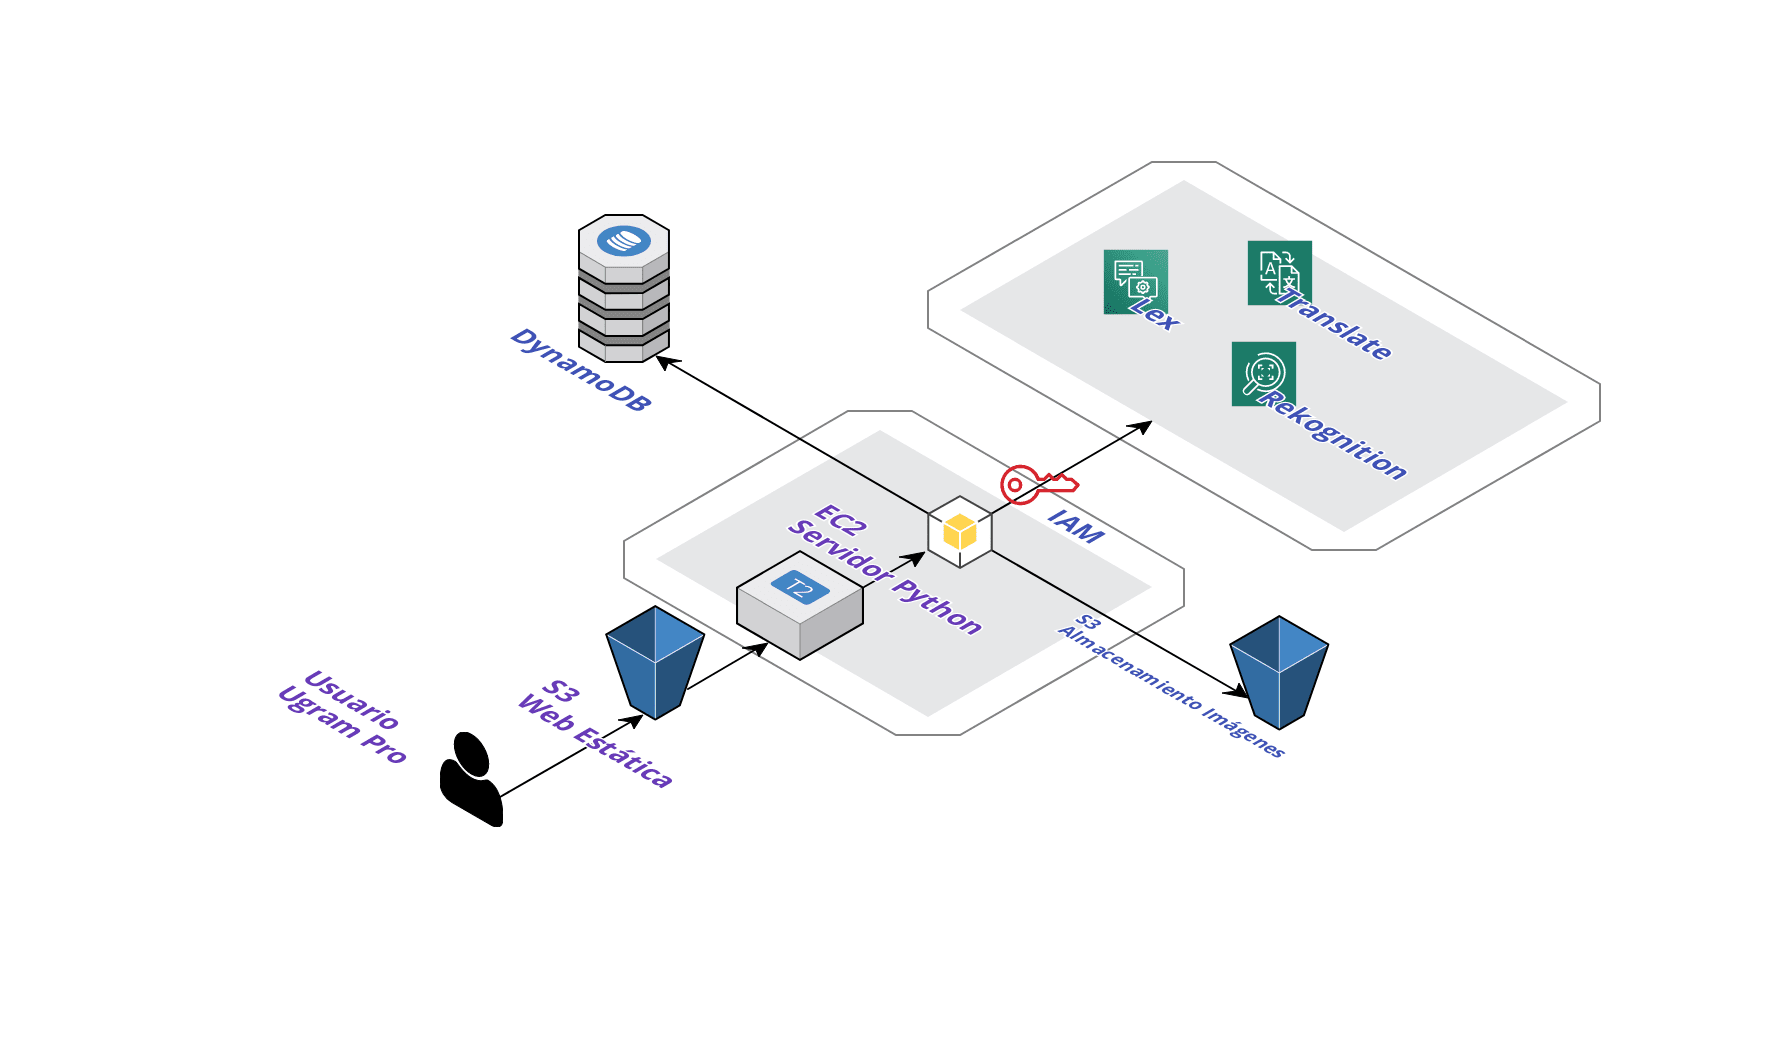 DynamoDB
Lex
Translate
Rekognition
IAM
EC2
Servidor Python
T2
S3
Almacenamiento Imágenes
S3
Web Estática
Usuario
Ugram Pro
A